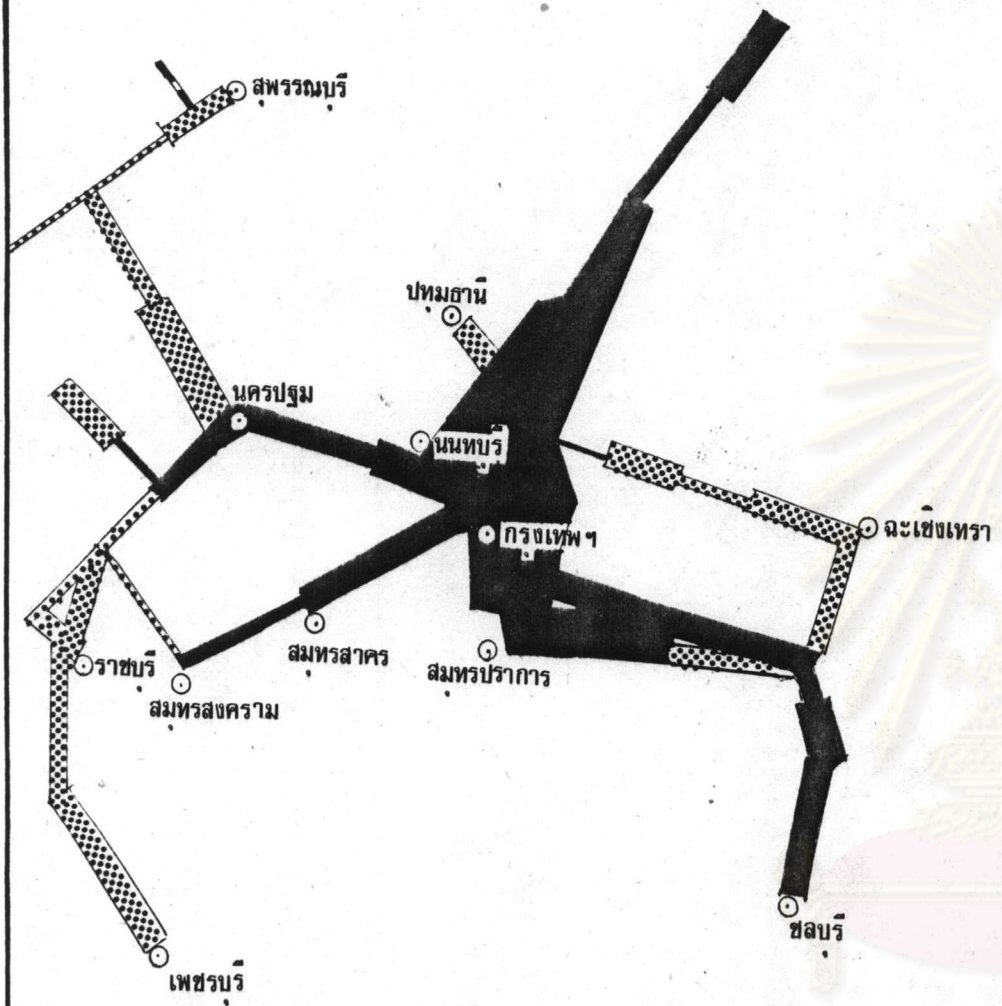 สุพรรณบุรี
ปทุมธานี
นครปฐม
นนทบุรี
ฉะเชิงเทรา
กรุงเทพฯ
สมุทรสาคร
สมุทรปราการ
ราชบุรี
สมุทรสงคราม
ชลบุรี
เพชรบุรี